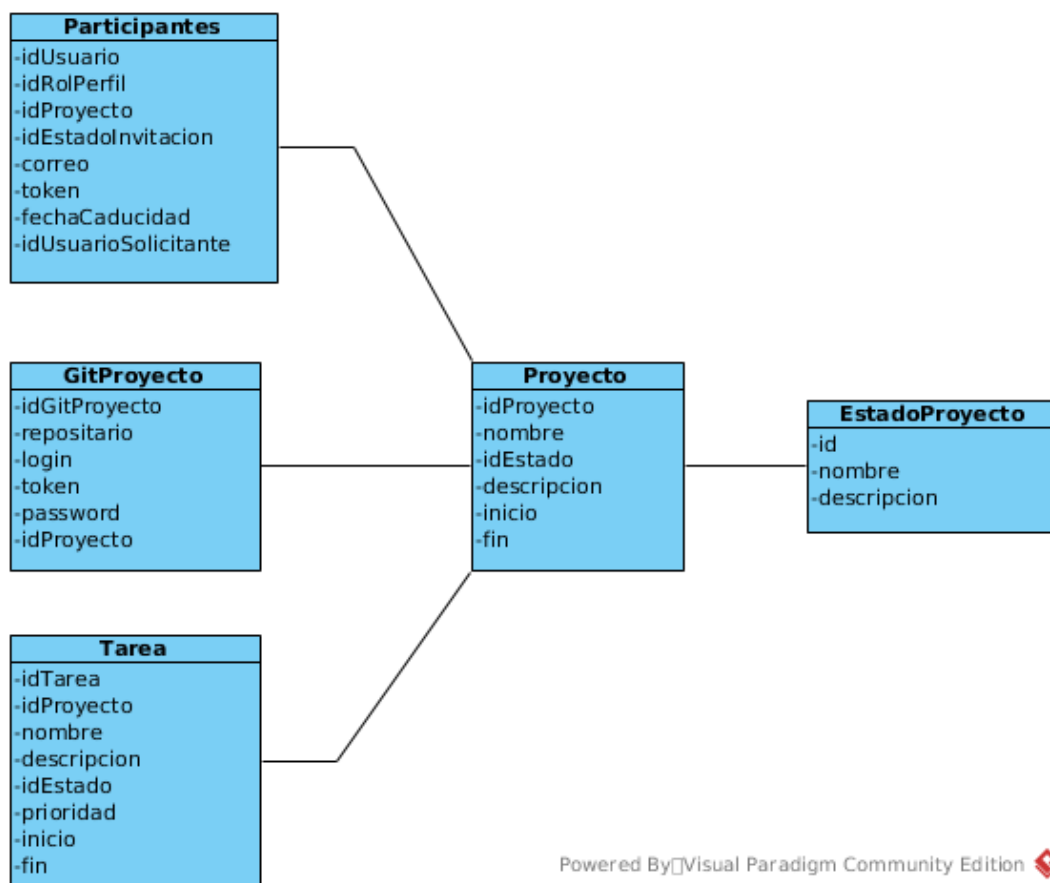 Participantes
-idUsuario
-idRolPerfil
-idProyecto
-idEstadoInvitacion
-correo
-token
-fechaCaducidad
-idUsuarioSolicitante
GitProyecto
-idGitProyecto
-repositario
-login
-token
-password
-idProyecto
Proyecto
-idProyecto
-nombre
-idEstado
-descripcion
-inicio
-fin
EstadoProyecto
-id
-nombre
-descripcion
Tarea
-idTarea
-idProyecto
-nombre
-descripcion
-idEstado
-prioridad
-inicio
-fin
Powered By Visual Paradigm Community Edition